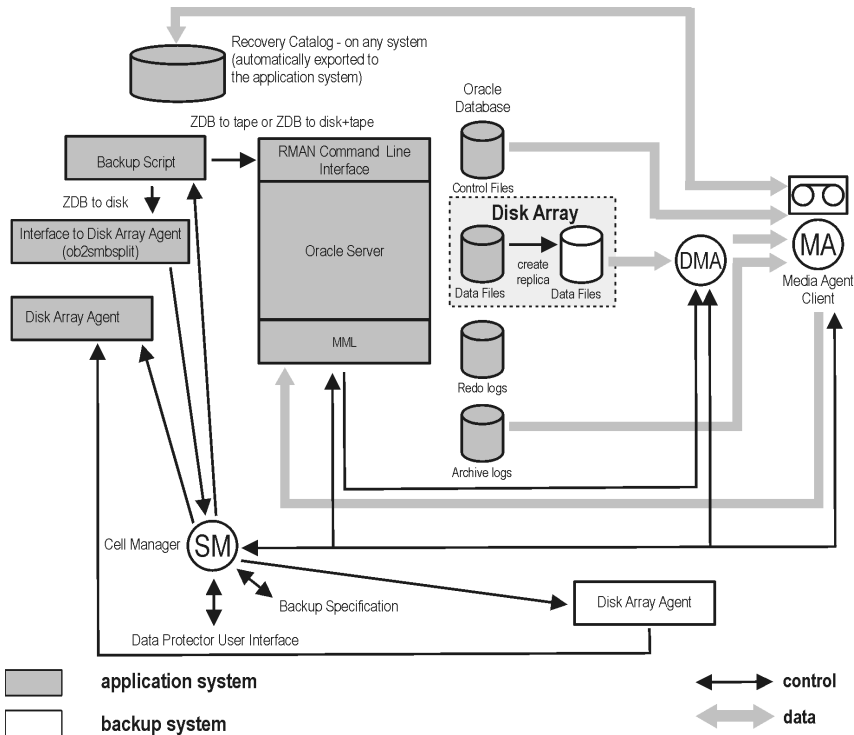 Recovery Catalog - on any system
(automatically exported to
the application system)
ZDB to tape or ZDB to disk+tape
Oracle
Database
Backup Script
RMAN Command Line
Interface
Control Files
ZDB to disk
Disk Array
Interface to Disk Array Agent
(ob2smbsplit)
Oracle Server
create
replica
Data Files
Data Files
DMA
MA
Media Agent
Client
Disk Array Agent
MML
Redo logs
Archive logs
Cell Manager
SM
Backup Specification
Disk Array Agent
Data Protector User Interface
application system
control
backup system
data